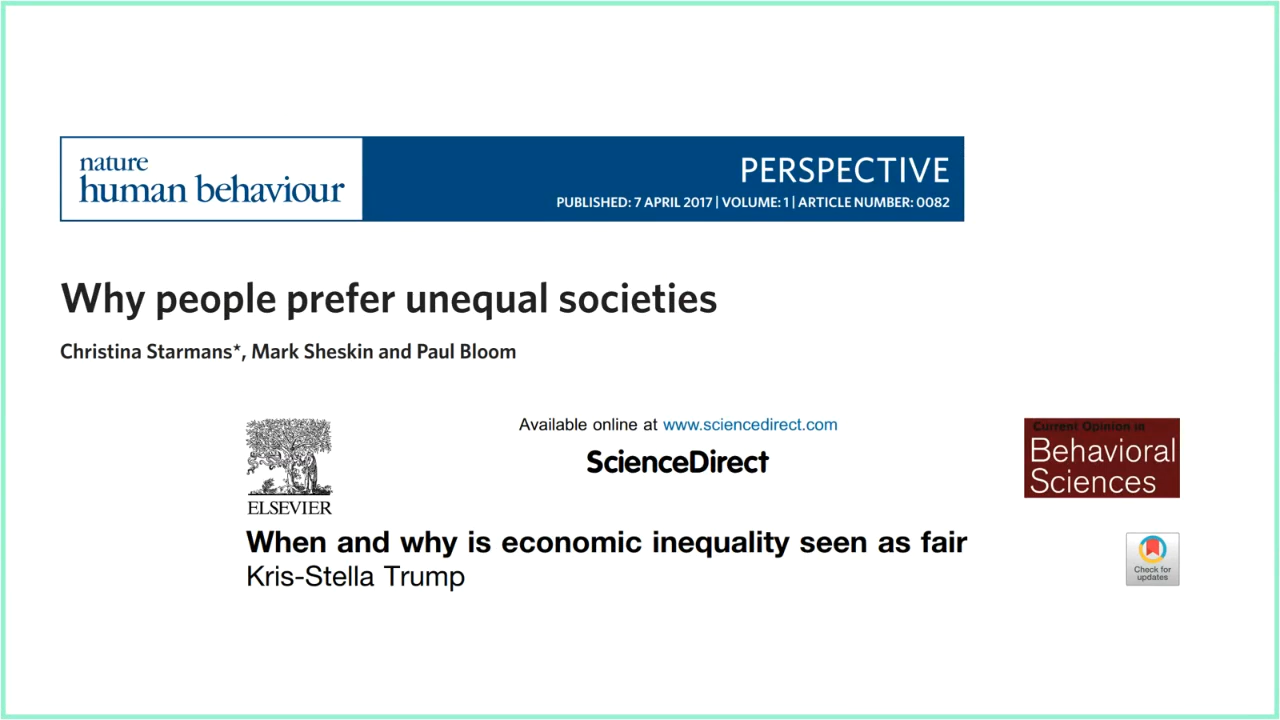 nature
human behaviour
PERSPECTIVE
PUBLISHED: 7 APRIL 2017 | VOLUME: 1 | ARTICLE NUMBER: 0082
Why people prefer unequal societies
Christina Starmans*, Mark Sheskin and Paul Bloom
Available online at www.sciencedirect.com
ScienceDirect
ELSEVIER
Current Opinion in
Behavioral
Sciences
When and why is economic inequality seen as fair
Kris-Stella Trump
Check for
updates